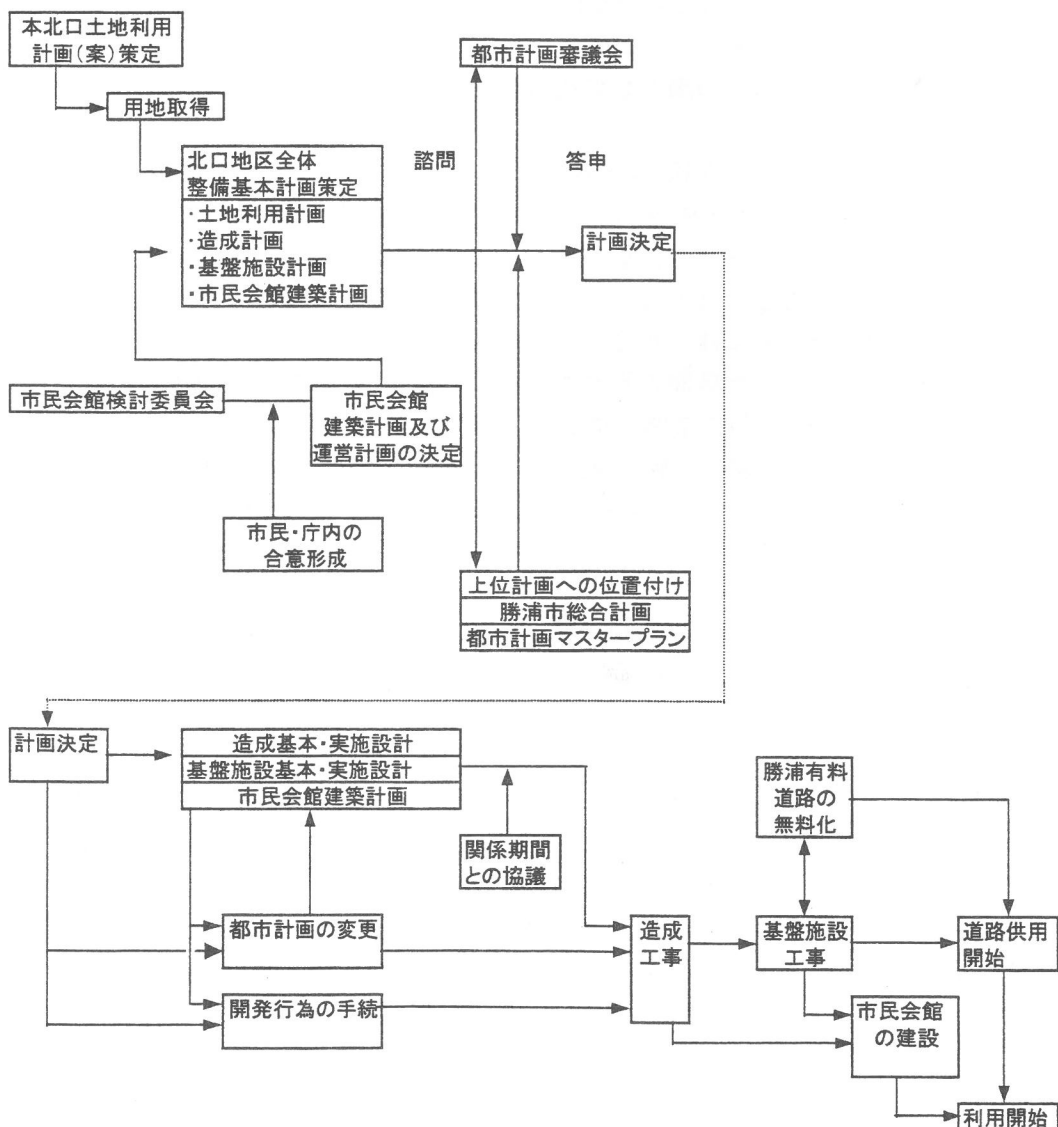 本北口土地利用
計画(案)策定
都市計画審議会
用地取得
北口地区全体
整備基本計画策定
・土地利用計画
・造成計画
・基盤施設計画
・市民会館建築計画
諮問
答申
計画決定
市民会館検討委員会
市民会館
建築計画及び
運営計画の決定
市民・庁内の
合意形成
上位計画への位置付け
勝浦市総合計画
都市計画マスタープラン
計画決定
造成基本・実施設計
基盤施設基本・実施設計
市民会館建築計画
関係期間
との協議
勝浦有料
道路の
無料化
都市計画の変更
造成
工事
基盤施設
工事
道路供用
開始
開発行為の手続
市民会館
の建設
利用開始